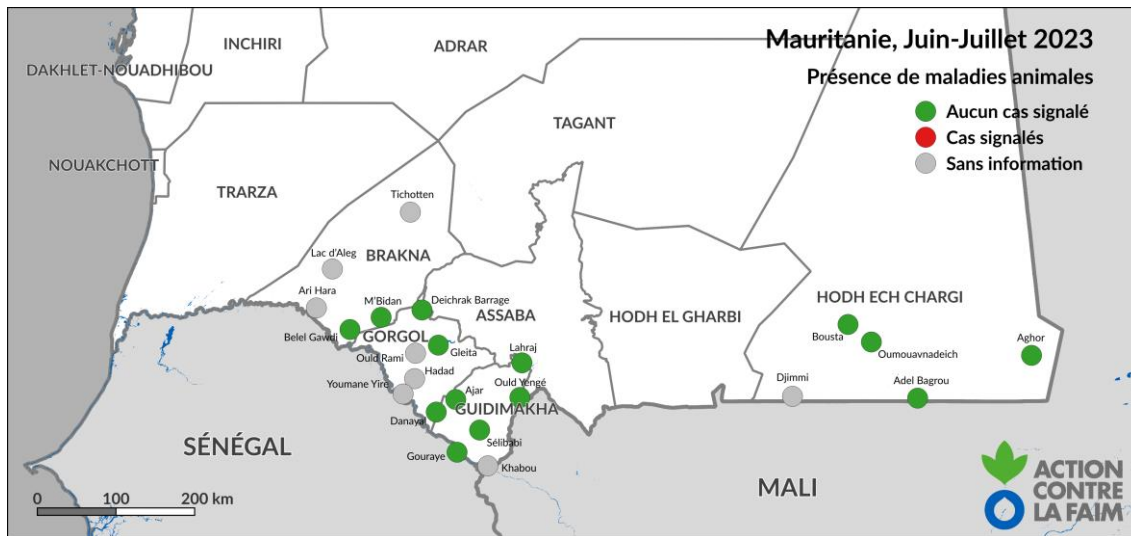 Mauritanie, Juin-Juillet 2023
Présence de maladies animales
Aucun cas signalé
Cas signalés
Sans information
INCHIRI
ADRAR
DAKHLET-NOUADHIBOU
TAGANT
NOUAKCHOTT
TRARZA
Tichotten
Lac d'Aleg
BRAKNA
Ari Hara
M'Bidan
Deichrak Barrage
HODH ECH CHARGI
ASSABA
HODH EL GHARBI
Belel Gawdi
GORGOL
Gleita
Lahraj
Bousta
Aghor
Ould Rami
Oumouavnadeich
Hadad
Djimmi
Youmane Yire
Ajar
Ould Yengé
Adel Bagrou
GUIDIMAKHA
Danayal
Sélibabi
SÉNÉGAL
Gouraye
Khabou
MALI
ACTION
CONTRE
LA FAIM
0 100 200 km